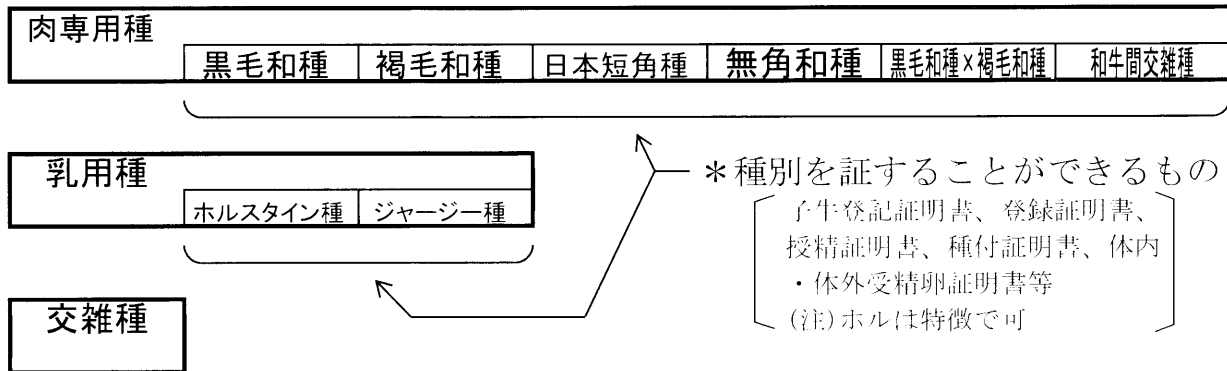 肉専用種
黒毛和種 褐毛和種 日本短角種 無角和種 黒毛和種×褐毛和種 和牛間交雑種
乳用種
ホルスタイン種 ジャージー種
交雑種
＊種別を証することができるもの
子牛登記証明書、登録証明書、
授精証明書、種付証明書、体内
・体外受精卵証明書等
(注)ホルは特徴で可